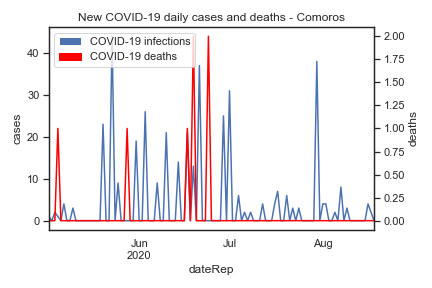 New COVID-19 daily cases and deaths - Comoros
COVID-19 infections
COVID-19 deaths
cases
40
30
20
10
0
deaths
2.00
1.75
1.50
1.25
1.00
0.75
0.50
0.25
0.00
Jun
2020
Jul
Aug
dateRep